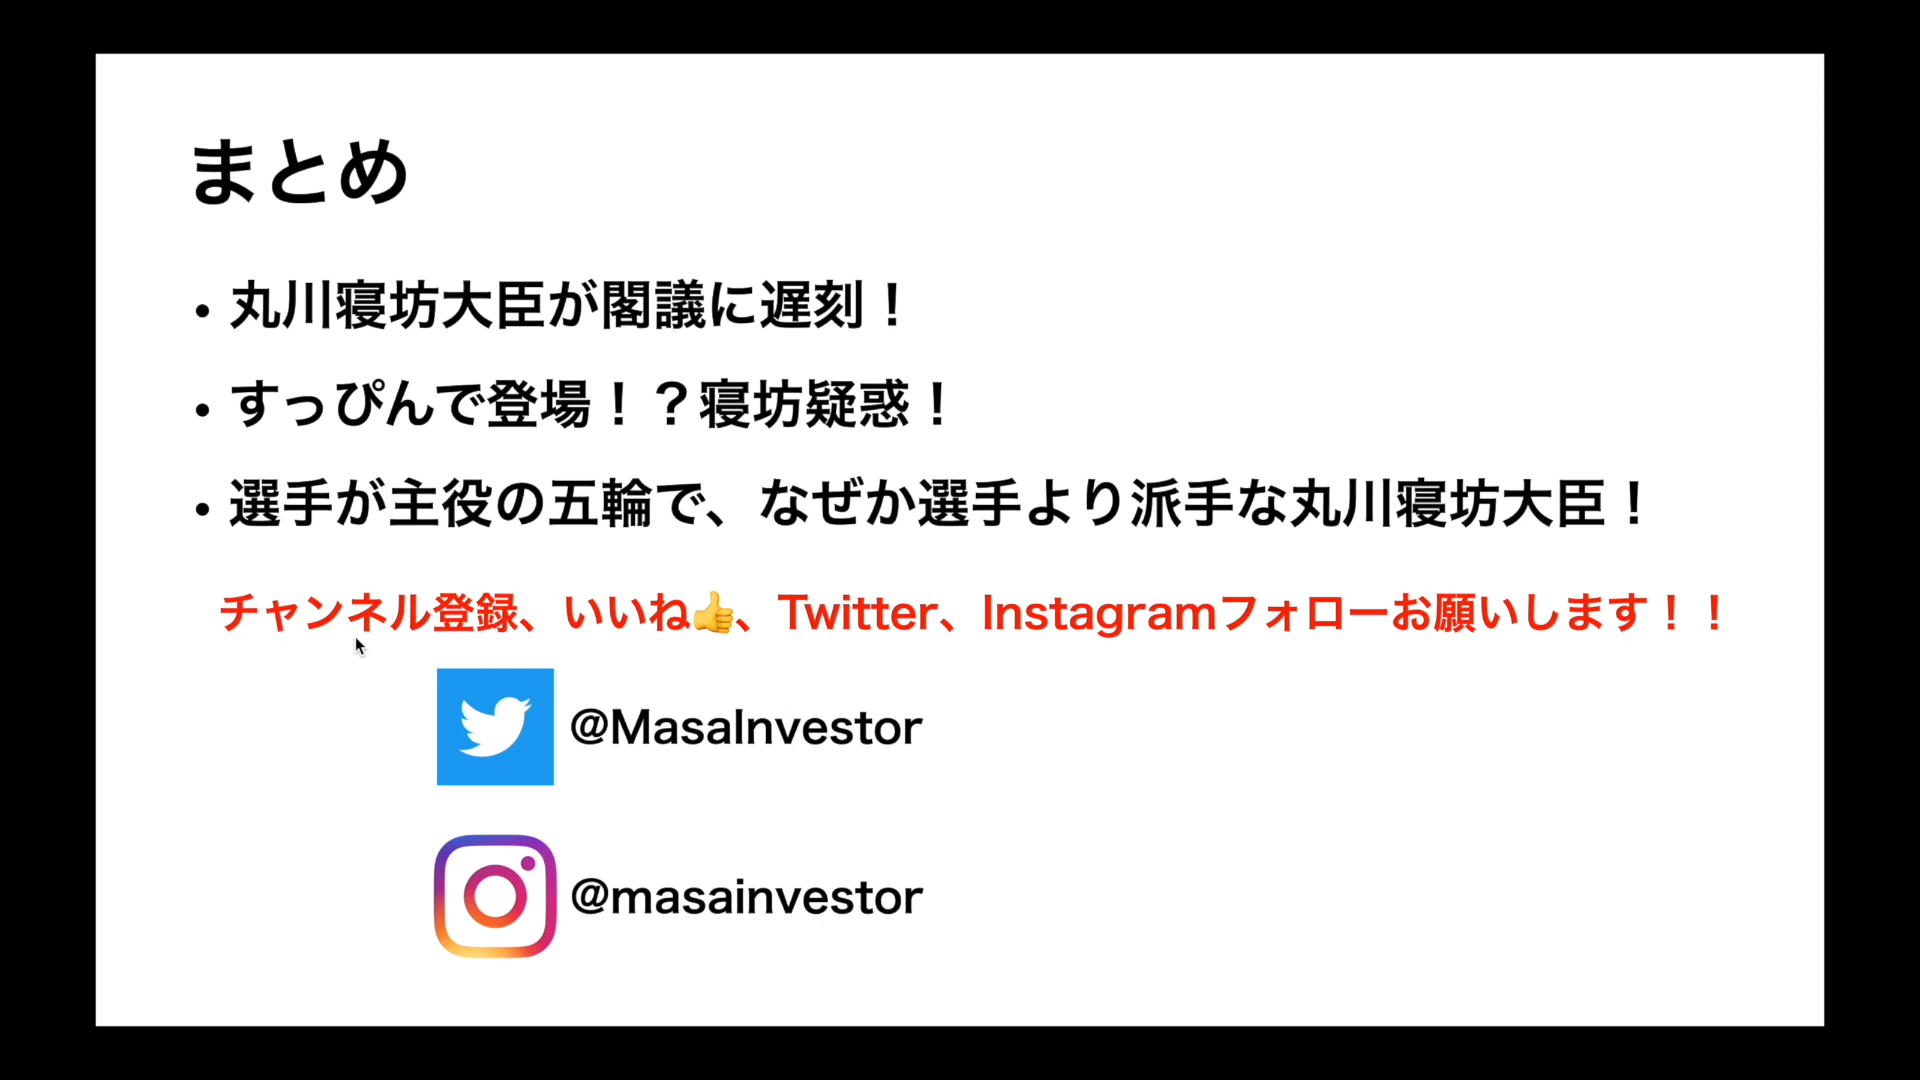 まとめ
• 丸川寝坊大臣が閣議に遅刻！
• すっぴんで登場！？寝坊疑惑！
• 選手が主役の五輪で、なぜか選手より派手な丸川寝坊大臣！
チャンネル登録、いいね👍、Twitter、Instagramフォローお願いします！！
@MasaInvestor
@masainvestor